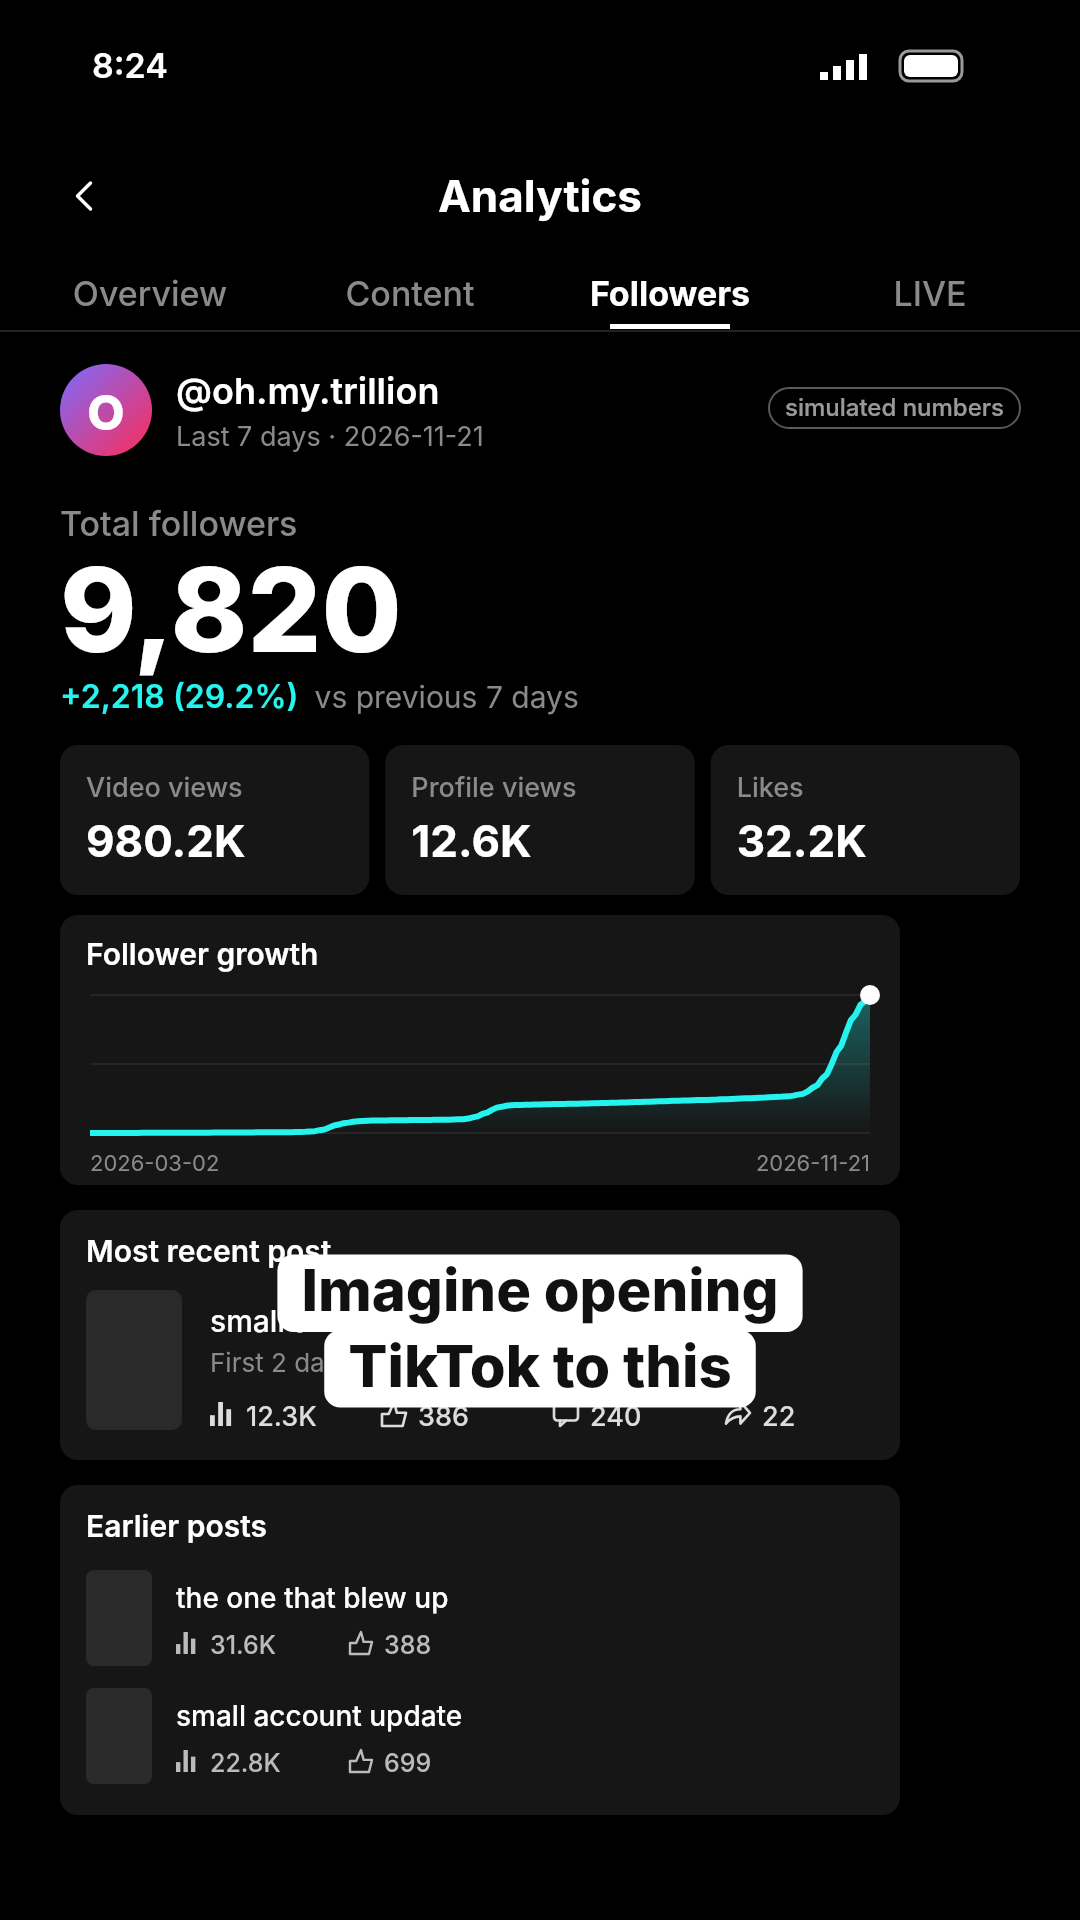 8:24
Analytics
Overview Content Followers LIVE
@oh.my.trillion
Last 7 days · 2026-11-21
simulated numbers
Total followers
9,820
+2,218 (29.2%) vs previous 7 days
Video views
980.2K
Profile views
12.6K
Likes
32.2K
Follower growth
2026-03-02 2026-11-21
Most recent post
Imagine opening
TikTok to this
small
First 2
12.3K 386 240 22
Earlier posts
the one that blew up
31.6K 388
small account update
22.8K 699